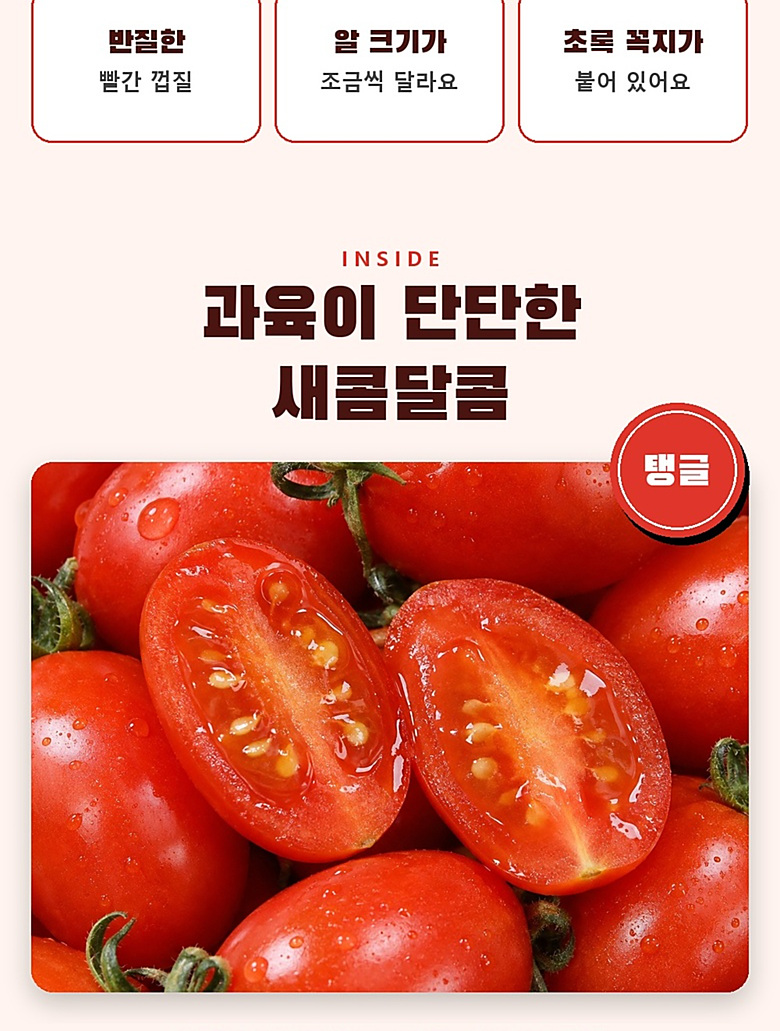 반질한
빨간 껍질
알 크기가
조금씩 달라요
초록 꼭지가
붙어 있어요
INSIDE
과육이 단단한
새콤달콤
탱글